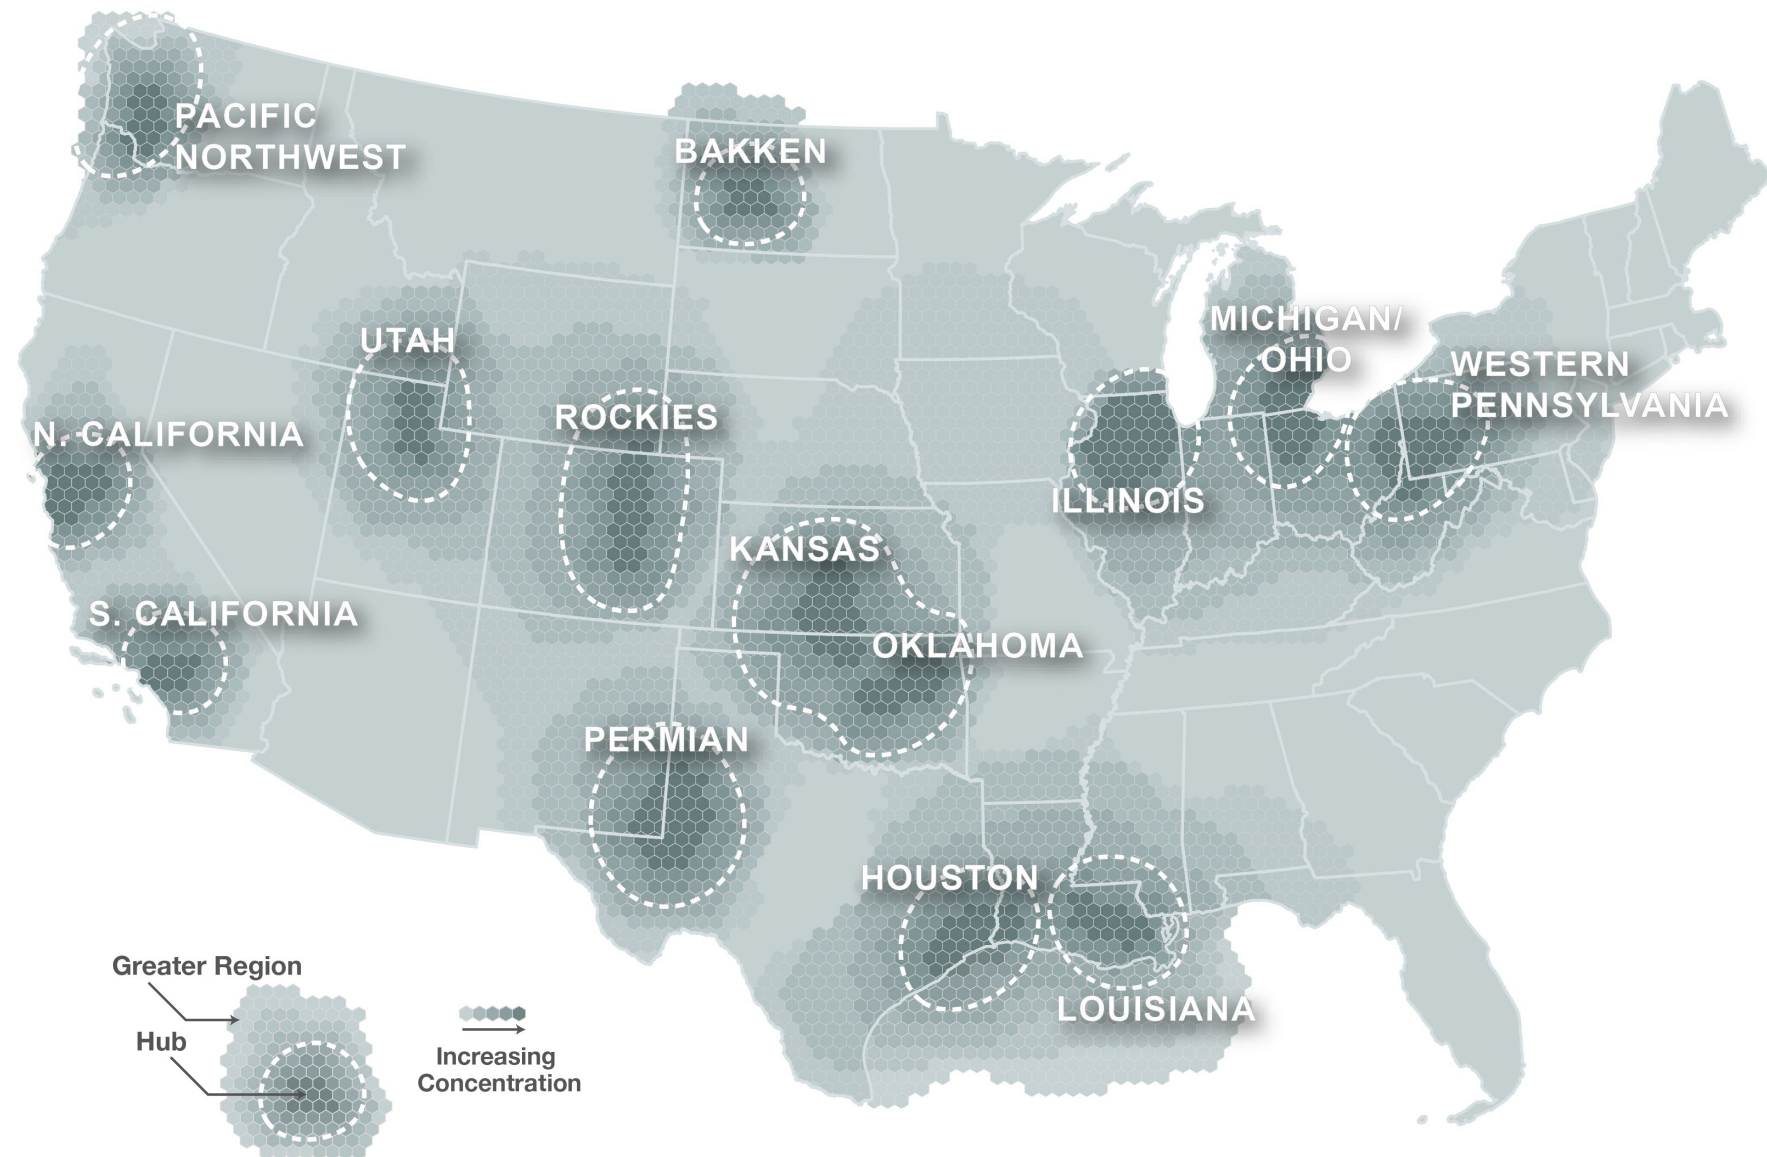 PACIFIC
NORTHWEST
BAKKEN
UTAH
ROCKIES
N. CALIFORNIA
S. CALIFORNIA
KANSAS
OKLAHOMA
PERMIAN
ILLINOIS
MICHIGAN/
OHIO
WESTERN
PENNSYLVANIA
HOUSTON
LOUISIANA
Greater Region
Hub
Increasing
Concentration